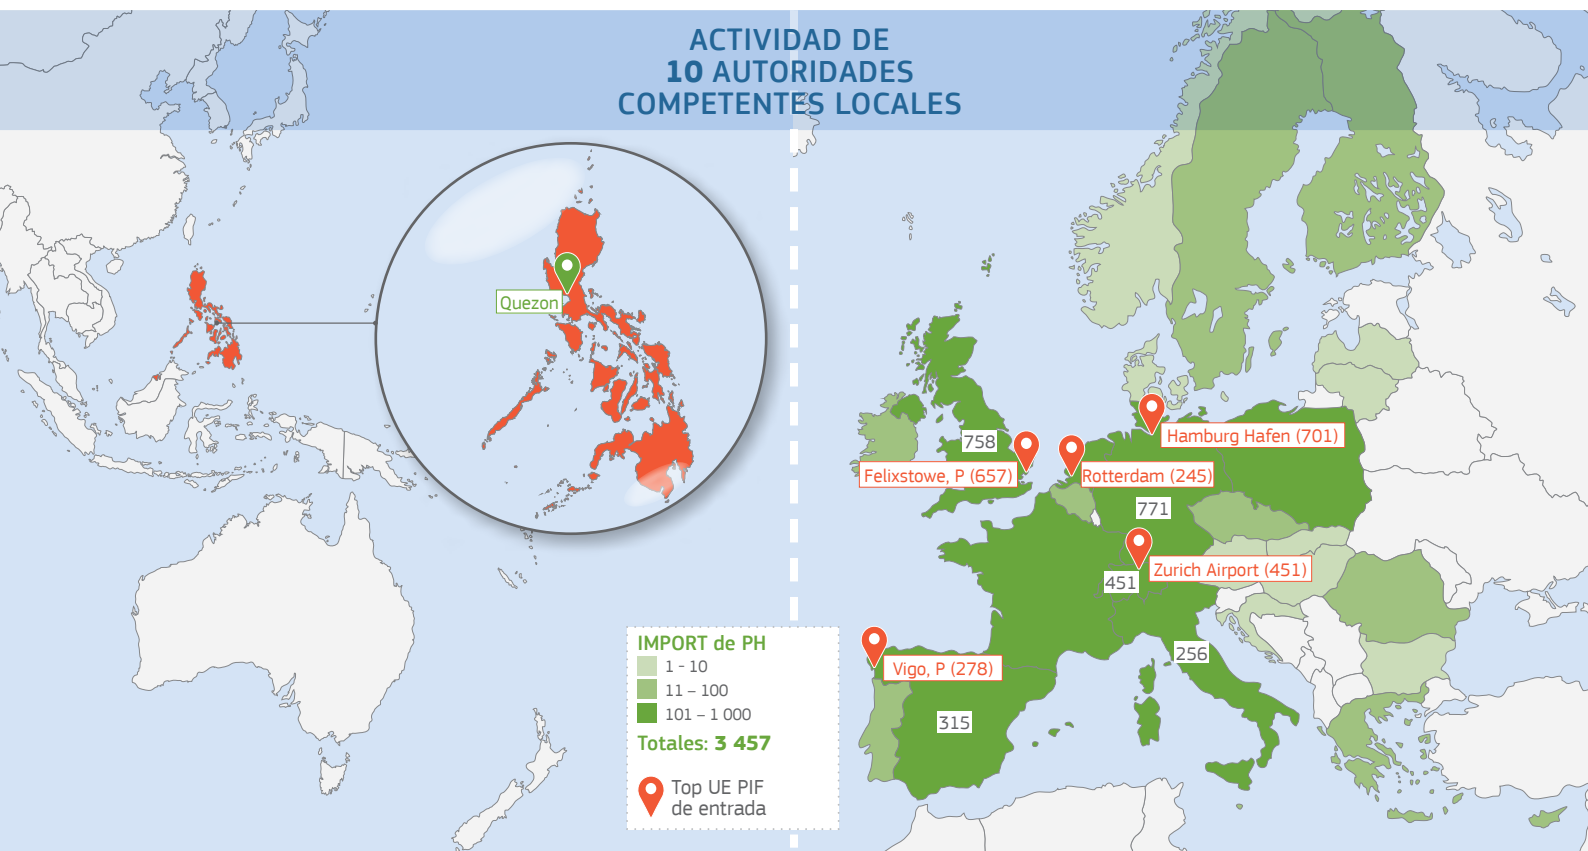 ACTIVIDAD DE
10 AUTORIDADES
COMPETENTES LOCALES
Quezon
758
Hamburg Hafen (701)
Felixstowe, P (657)
Rotterdam (245)
771
Zurich Airport (451)
451
256
Vigo, P (278)
315
IMPORT de PH
1 - 10
11 – 100
101 – 1 000
Totales: 3 457
Top UE PIF
de entrada